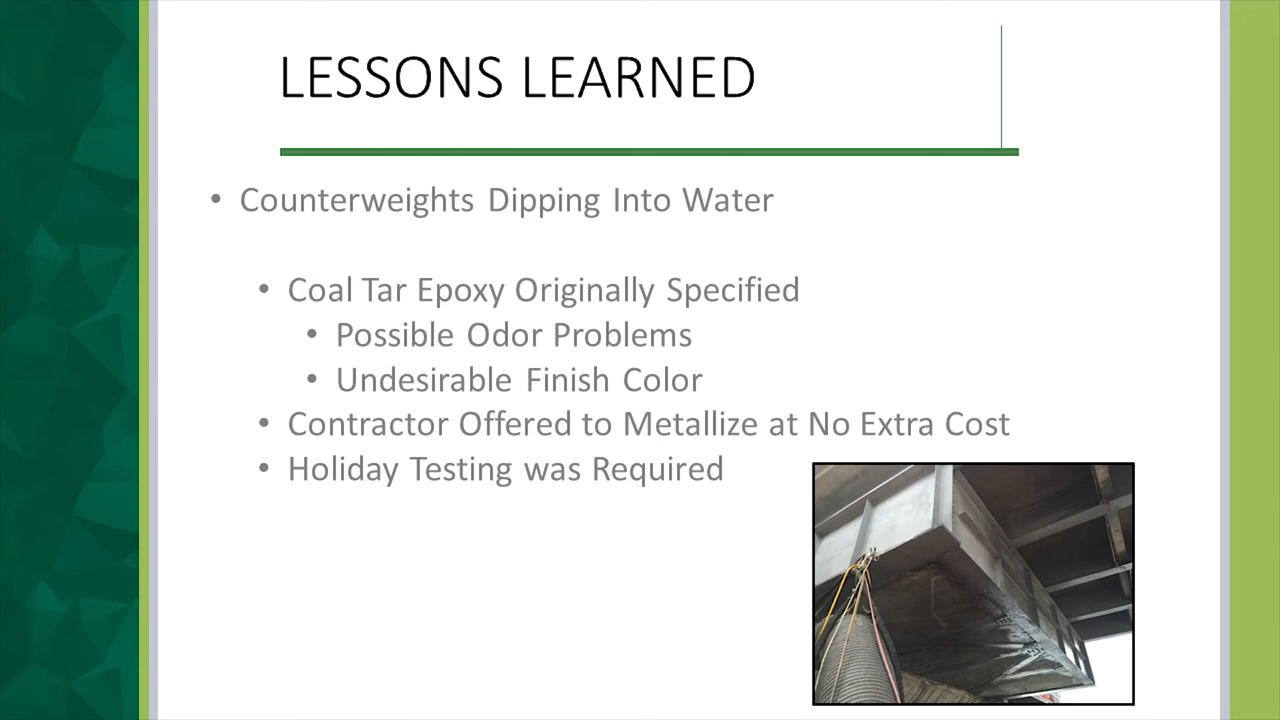 LESSONS LEARNED
• Counterweights Dipping Into Water
• Coal Tar Epoxy Originally Specified
• Possible Odor Problems
• Undesirable Finish Color
• Contractor Offered to Metallize at No Extra Cost
• Holiday Testing was Required